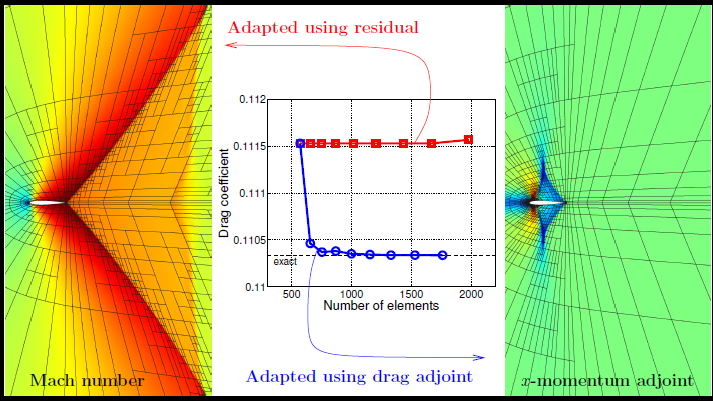 Adapted using residual
0.112
0.1115
0.111
0.1105
0.11
Drag coefficient
exact
500 1000 1500 2000
Number of elements
Adapted using drag adjoint
Mach number
x-momentum adjoint